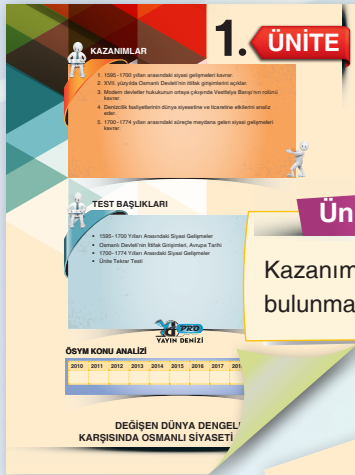 1. ÜNİTE
KAZANIMLAR
1. 1595-1700 yılları arasındaki siyasi gelişmeleri kavrar.
2. XVII. yüzyılda Osmanlı Devleti'nin ittifak girişimlerini açıklar.
3. Modern devletler hukukunun ortaya çıkışında Vestfalya Barışı'nın rolünü
kavrar.
4. Denizcilik faaliyetlerinin dünya siyasetine ve ticaretine etkilerini analiz
eder.
5. 1700-1774 yılları arasındaki süreçte meydana gelen siyasi gelişmeleri
kavrar.
TEST BAŞLIKLARI
• 1595-1700 Yılları Arasındaki Siyasi Gelişmeler
• Osmanlı Devleti'nin İttifak Girişimleri, Avrupa Tarihi
• 1700-1774 Yılları Arasındaki Siyasi Gelişmeler
• Ünite Tekrar Testi
Ün
Kazanım
bulunma
PRO
YAYIN DENİZİ
ÖSYM KONU ANALİZİ
2010 2011 2012 2013 2014 2015 2016 2017 201
DEĞİŞEN DÜNYA DENGEL
KARŞISINDA OSMANLI SİYASETİ